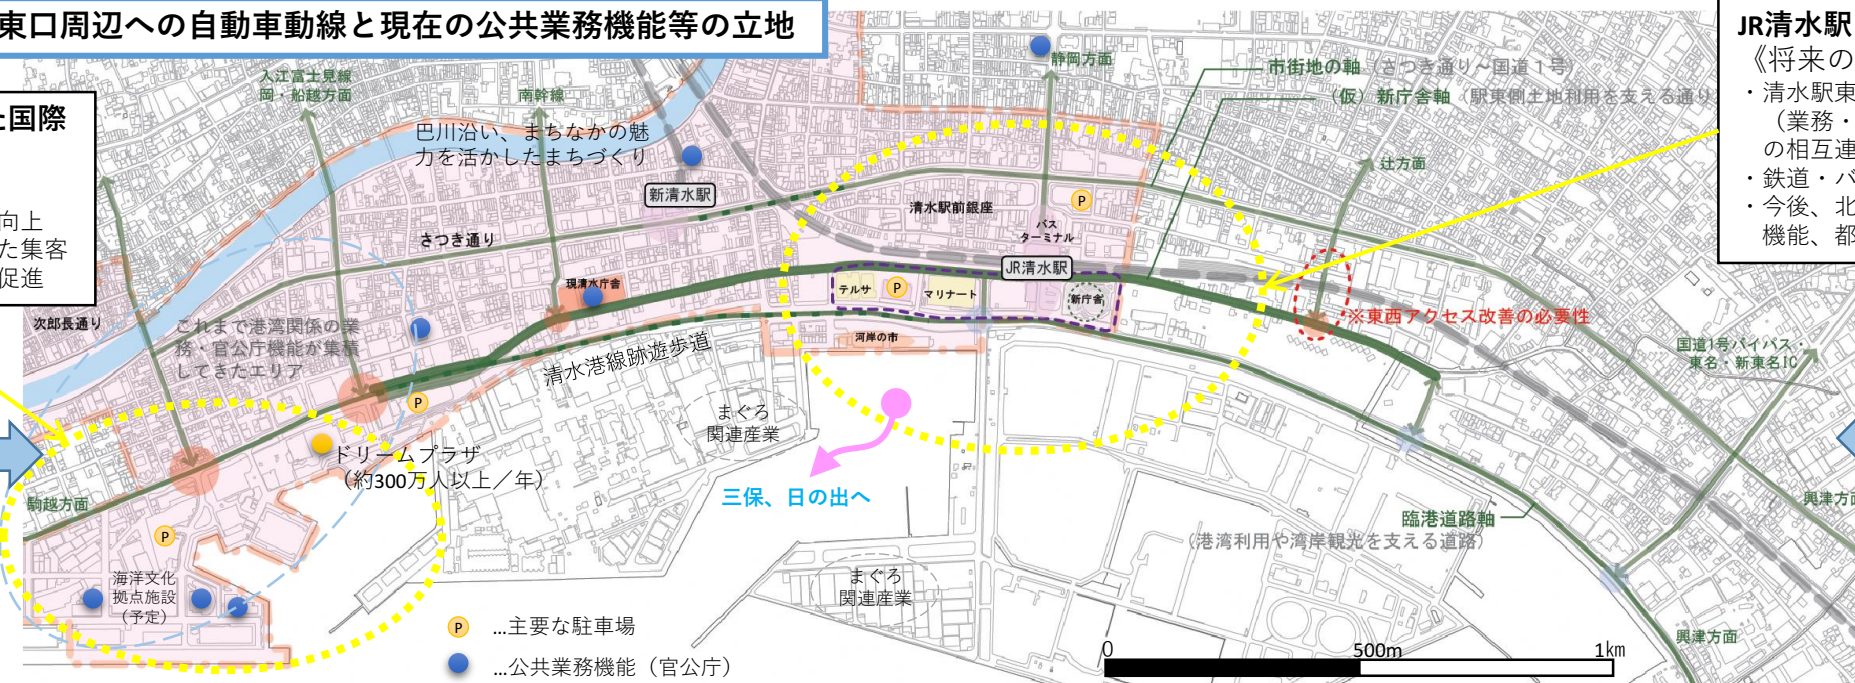 東口周辺への自動車動線と現在の公共業務機能等の立地
国際
向上
た集客
促進
入江富士見線
岡・船越方面
南幹線
巴川沿い、まちなかの魅
力を活かしたまちづくり
新清水駅
さつき通り
現清水庁舎
次郎長通り
これまで港湾関係の業
務・官公庁機能が集積
してきたエリア
清水港線跡遊歩道
静岡方面
市街地の軸（さつき通り～国道1号）
（仮）新庁舎軸（駅東側土地利用を支える通り）
辻方面
清水駅前銀座
P
バス
ターミナル
JR清水駅
テルサ
P
マリナート
新庁舎
河岸の市
※東西アクセス改善の必要性
国道1号バイパス・
東名・新東名IC
JR清水駅
《将来の
・清水駅東
（業務・
の相互連
・鉄道・バ
・今後、北
機能、都
P
ドリームプラザ
（約300万人以上／年）
まぐろ
関連産業
三保、日の出へ
駒越方面
P
海洋文化
拠点施設
（予定）
まぐろ
関連産業
臨港道路軸
（港湾利用や湾岸観光を支える道路）
興津方面
興津方面
P …主要な駐車場
…公共業務機能（官公庁）
0 500m 1km